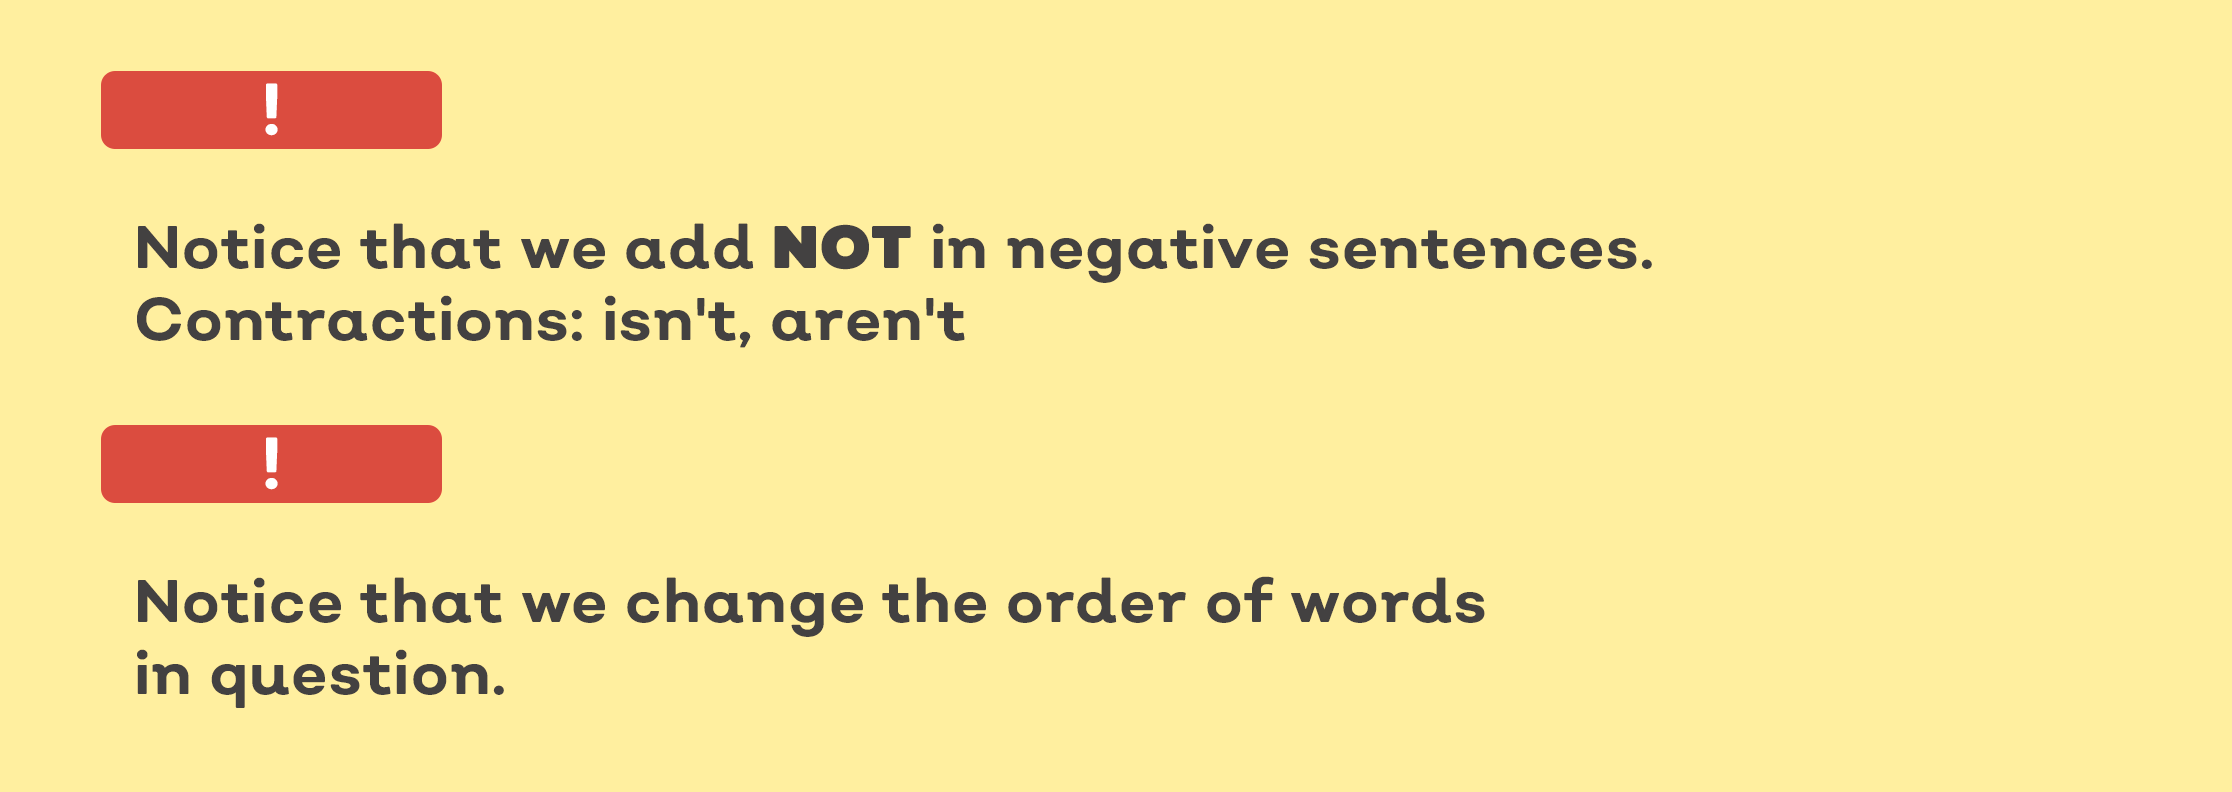 !
Notice that we add NOT in negative sentences.
Contractions: isn't, aren't
!
Notice that we change the order of words
in question.